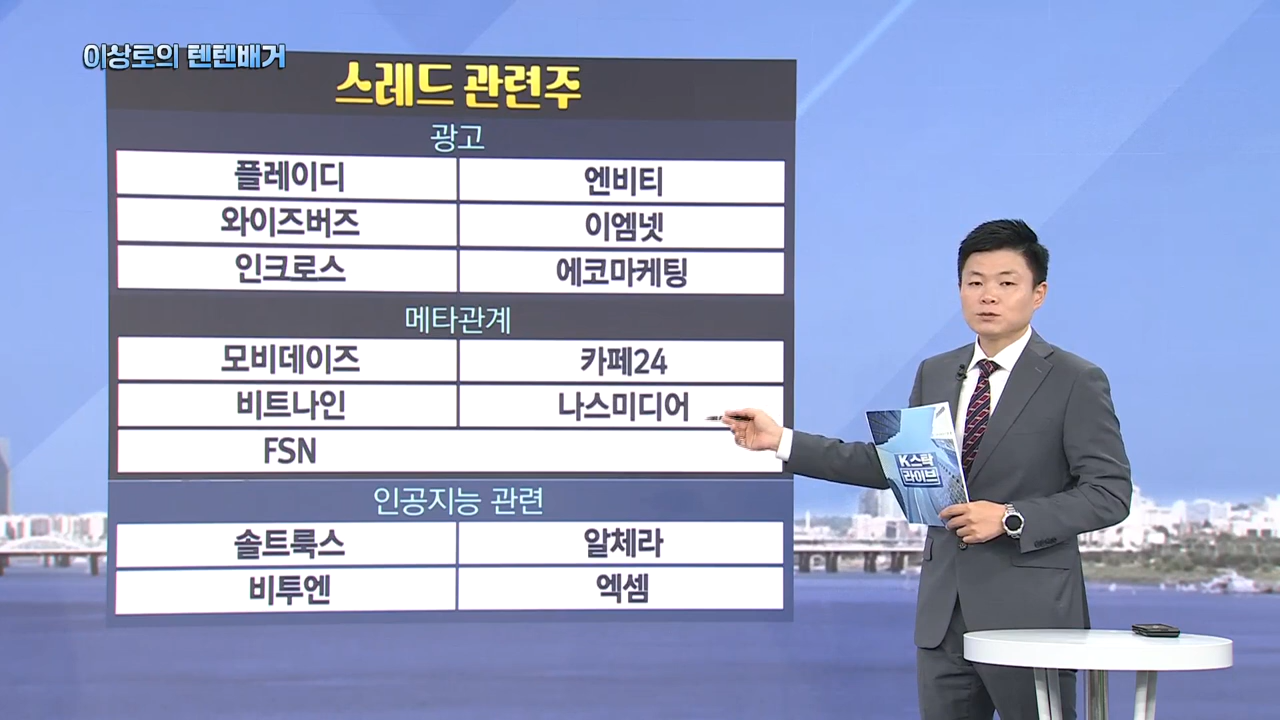 이상로의 텐텐배거
스레드 관련주
광고
플레이디 엔비티
와이즈버즈 이엠넷
인크로스 에코마케팅
메타관계
모비데이즈 카페24
비트나인 나스미디어
FSN
인공지능 관련
솔트룩스 알체라
비투엔 엑셈
K스탁
라이브